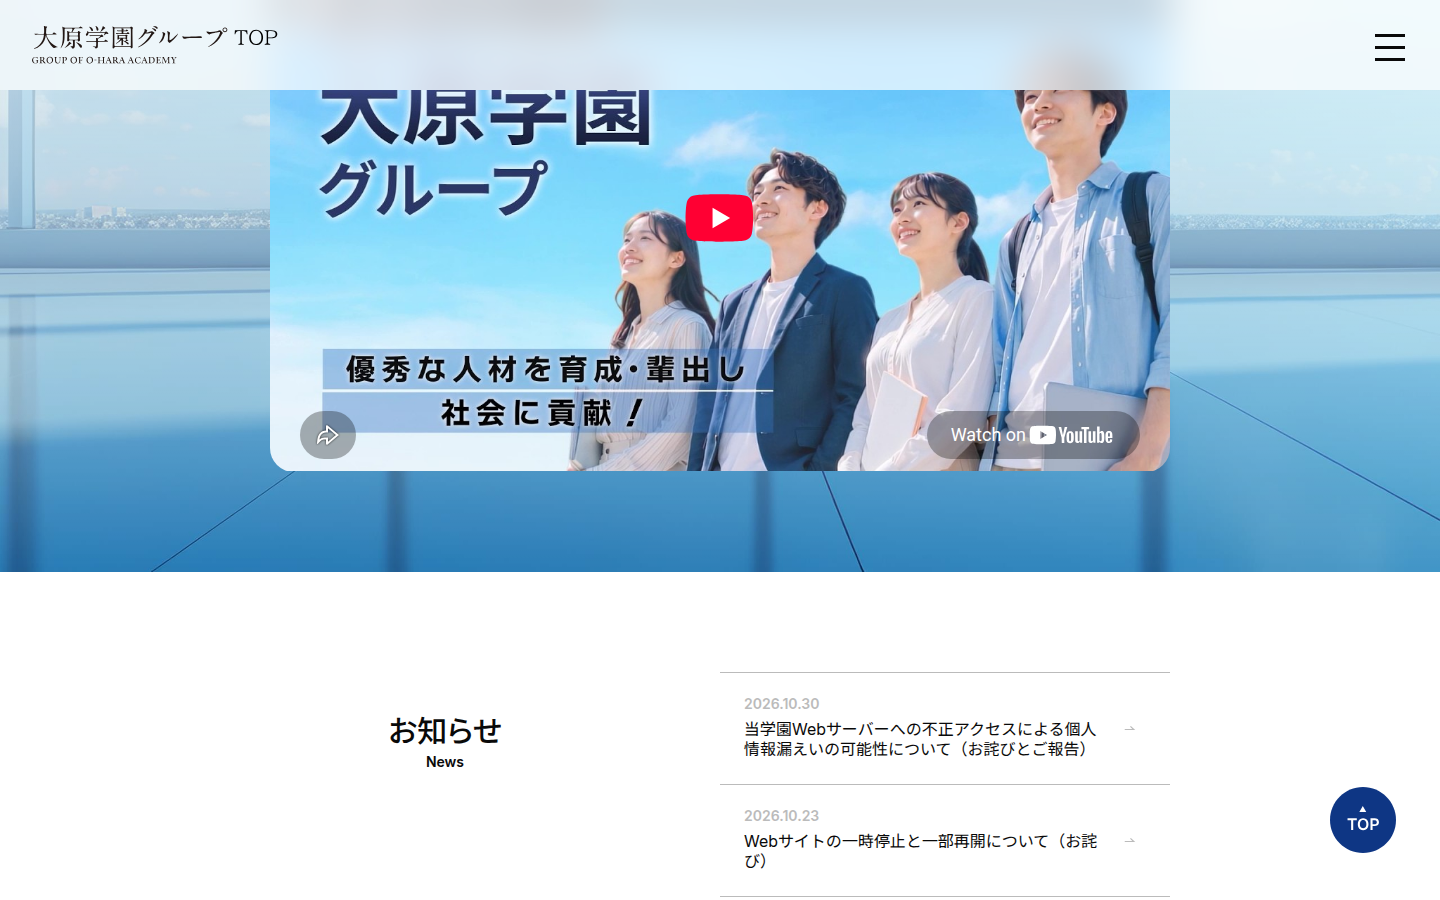 大原学園グループ TOP
GROUP OF O-HARA ACADEMY
大原学園
グループ
優秀な人材を育成・輩出し
社会に貢献！
Watch on YouTube
お知らせ
News
2026.10.30
当学園Webサーバーへの不正アクセスによる個人
情報漏えいの可能性について（お詫びとご報告）
2026.10.23
Webサイトの一時停止と一部再開について（お詫
び）
TOP